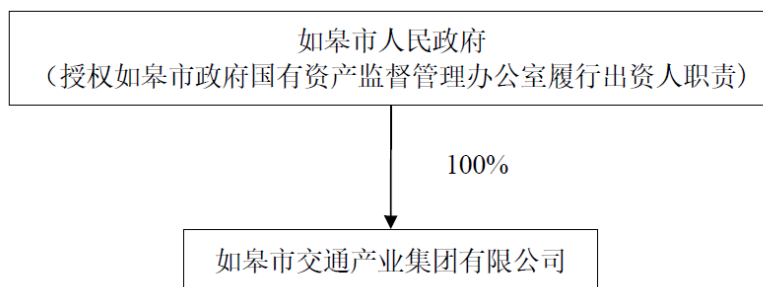 如皋市人民政府
（授权如皋市政府国有资产监督管理办公室履行出资人职责)
100%
如皋市交通产业集团有限公司